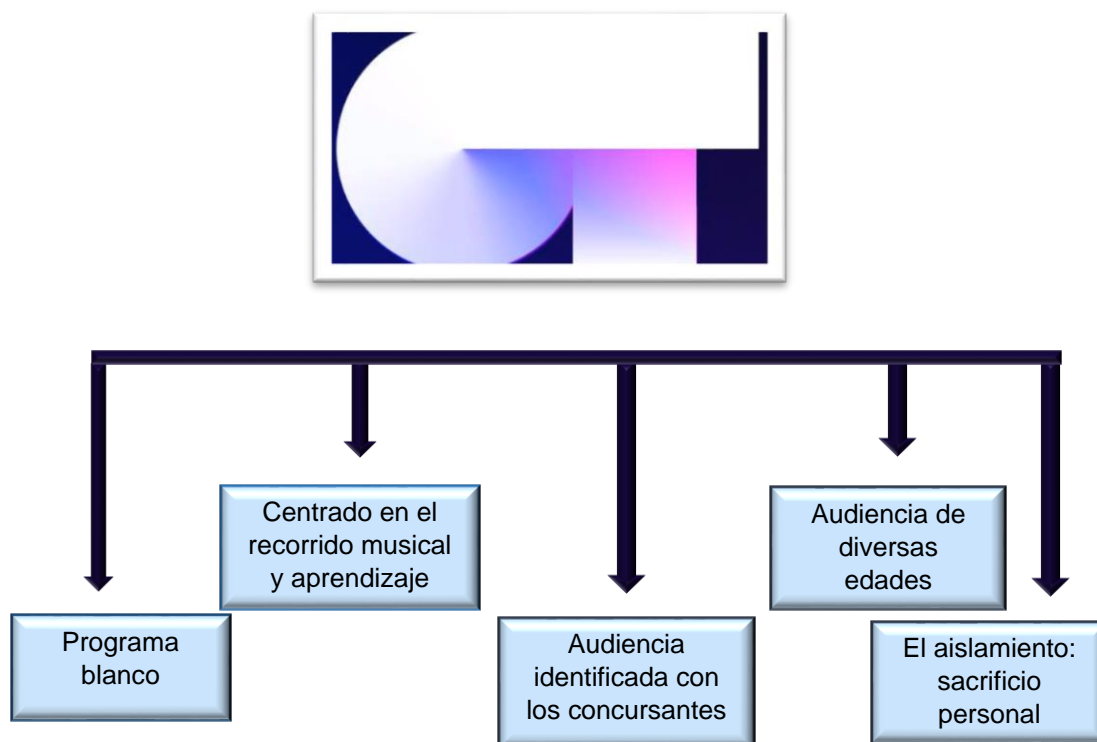 Programa
blanco
Centrado en el
recorrido musical
y aprendizaje
Audiencia
identificada con
los concursantes
Audiencia de
diversas
edades
El aislamiento:
sacrificio
personal